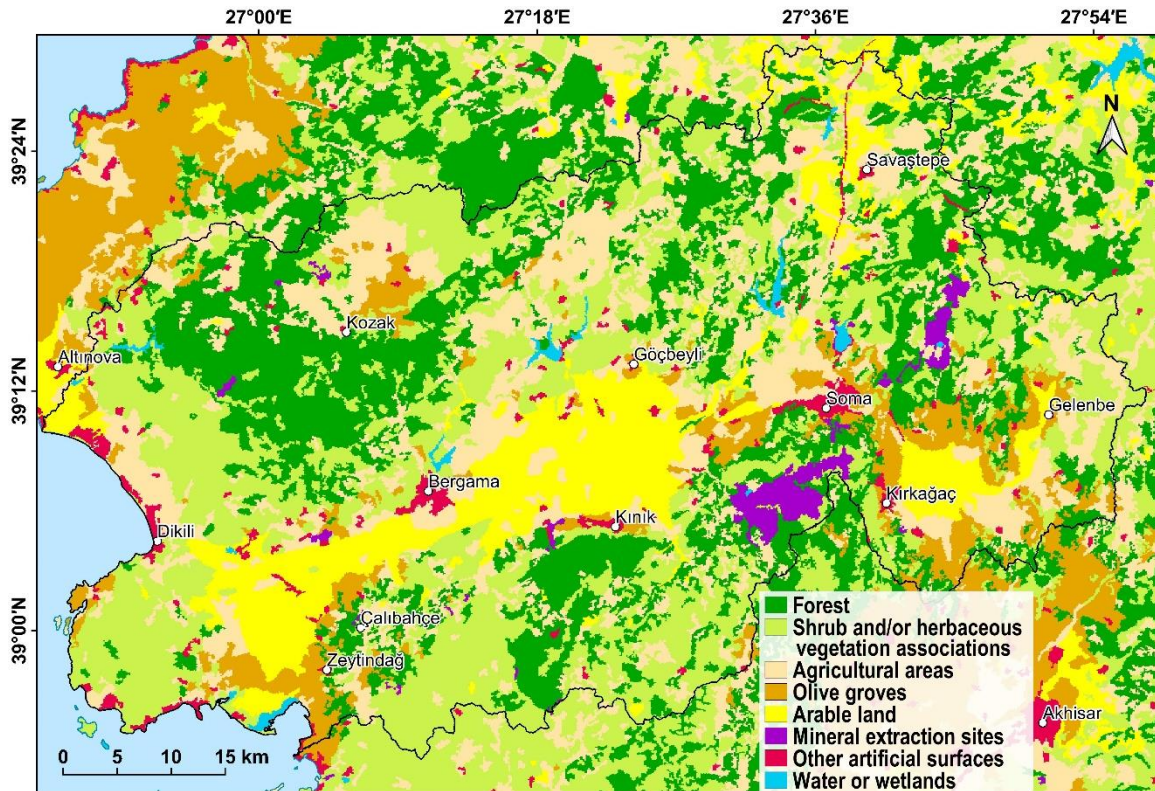 27°00′E
27°18′E
27°36′E
27°54′E
N
39°24′N
Savaştepe
Kozak
Altınova
Göçbeyli
39°12′N
Soma
Gelenbe
Bergama
Kırkağaç
Kınık
Dikili
39°00′N
Çalıbahçe
Zeytindağ
Forest
Shrub and/or herbaceous
vegetation associations
Agricultural areas
Olive groves
Arable land
Mineral extraction sites
Other artificial surfaces
Water or wetlands
Akhisar
0 5 10 15 km